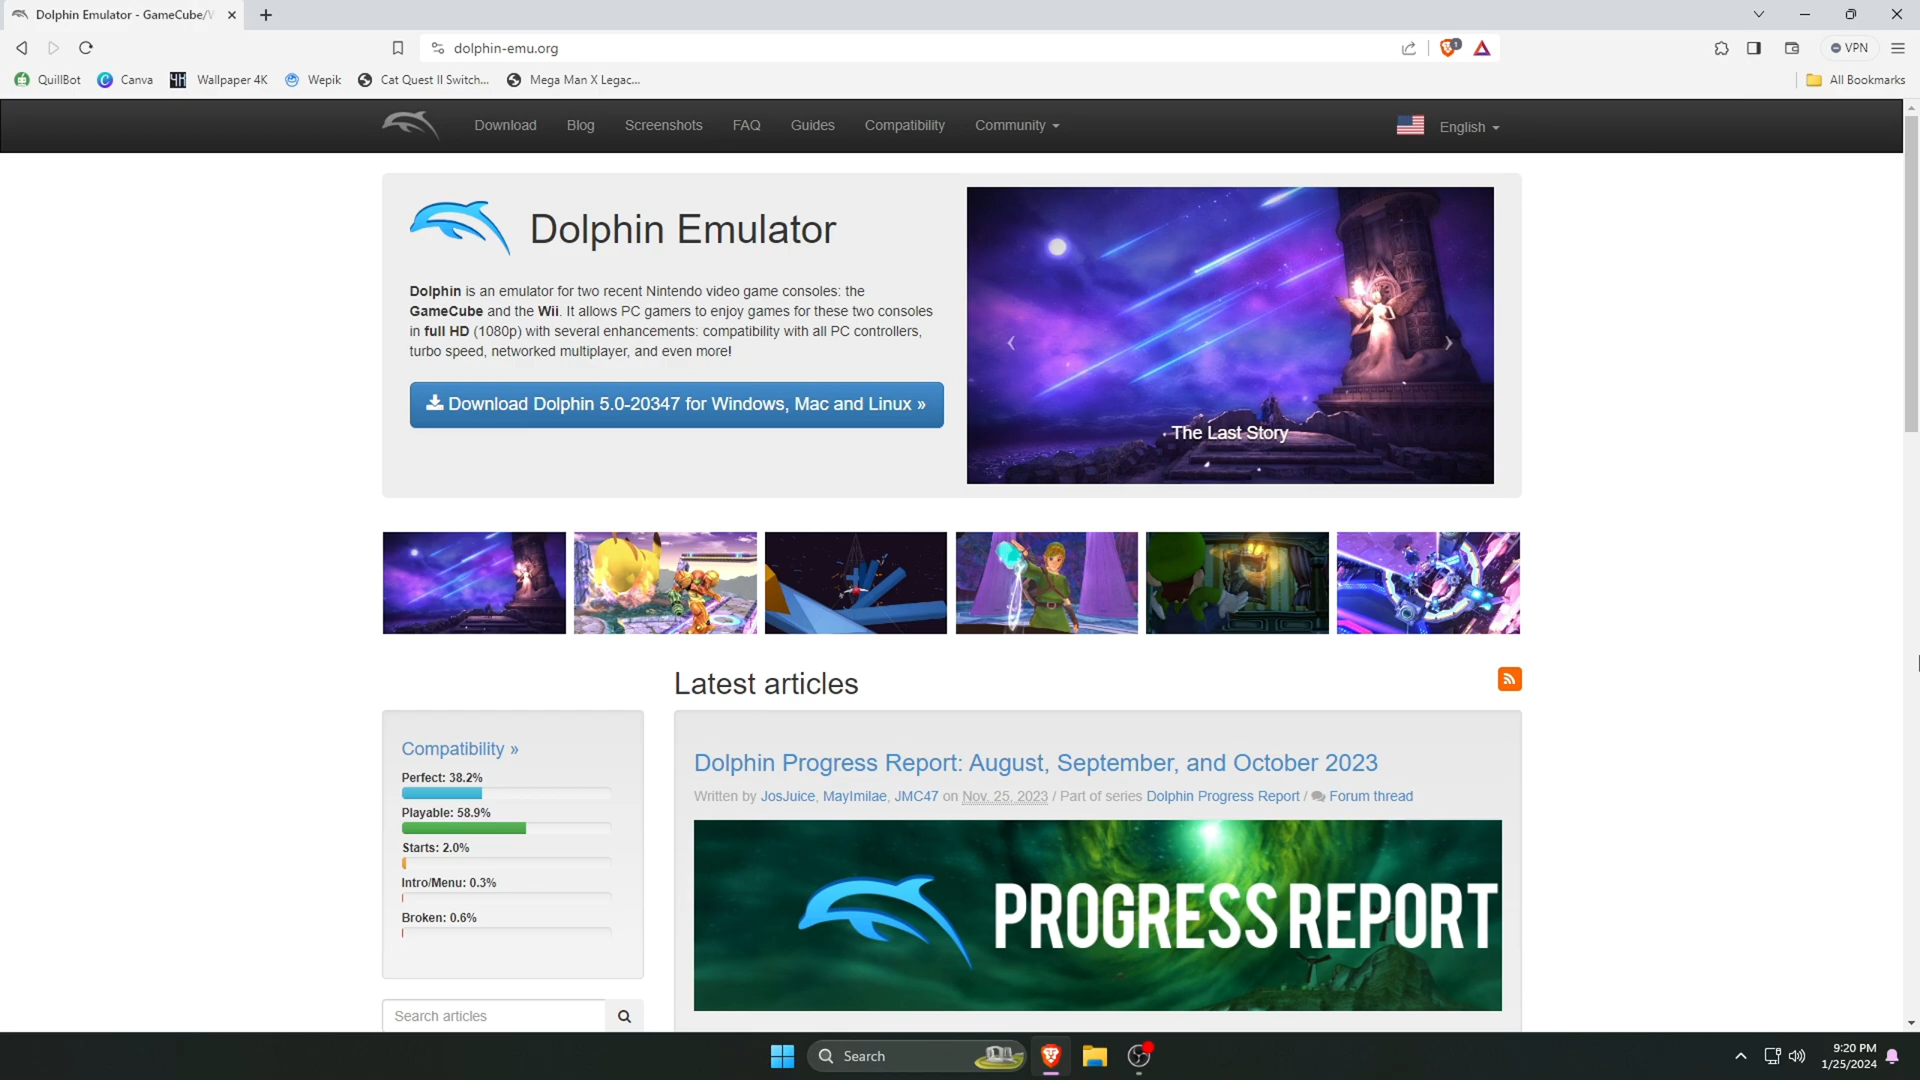 Dolphin Emulator - GameCube/W
dolphin-emu.org
1
VPN
QuillBot
Canva
Wallpaper 4K
Wepik
Cat Quest II Switch...
Mega Man X Legac...
All Bookmarks
Download
Blog
Screenshots
FAQ
Guides
Compatibility
Community
English
Dolphin Emulator
Dolphin is an emulator for two recent Nintendo video game consoles: the
GameCube and the Wii. It allows PC gamers to enjoy games for these two consoles
in full HD (1080p) with several enhancements: compatibility with all PC controllers,
turbo speed, networked multiplayer, and even more!
Download Dolphin 5.0-20347 for Windows, Mac and Linux »
The Last Story
Latest articles
Compatibility »
Perfect: 38.2%
Playable: 58.9%
Starts: 2.0%
Intro/Menu: 0.3%
Broken: 0.6%
Search articles
Dolphin Progress Report: August, September, and October 2023
Written by JosJuice, MayImilae, JMC47 on Nov. 25, 2023 / Part of series Dolphin Progress Report / Forum thread
PROGRESS REPORT
Search
9:20 PM
1/25/2024